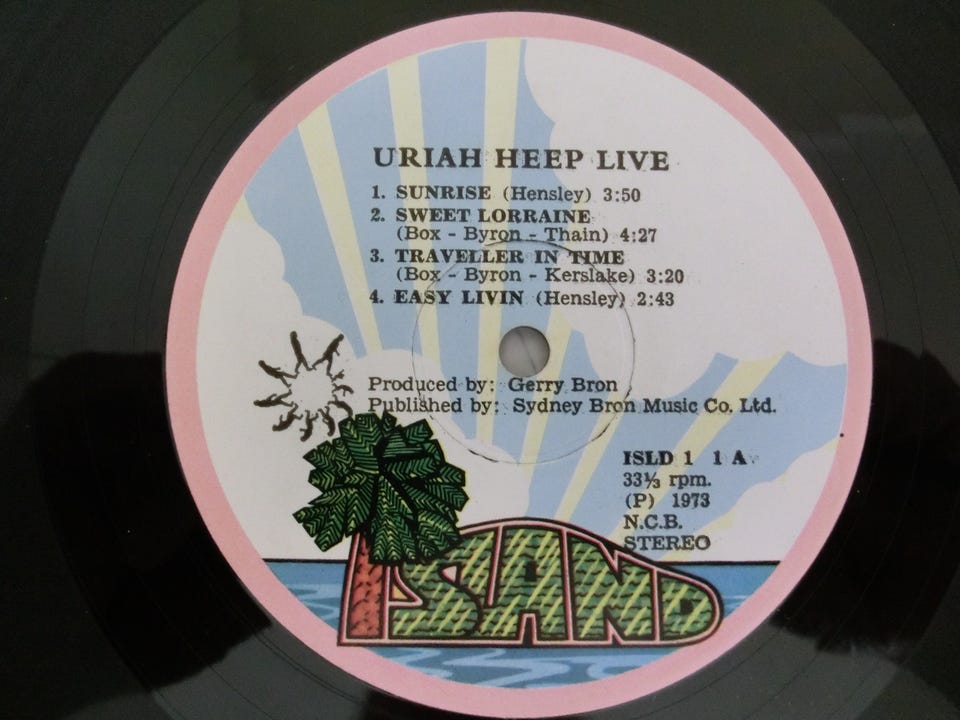 URIAH HEEP LIVE
1. SUNRISE (Hensley) 3:50
2. SWEET LORRAINE
(Box - Byron - Thain) 4:27
3. TRAVELLER IN TIME
(Box - Byron - Kerslake) 3:20
4. EASY LIVIN (Hensley) 2:43
Produced by: Gerry Bron
Published by: Sydney Bron Music Co. Ltd.
ISLD 1 1 A
33⅓ rpm.
(P) 1973
N.C.B.
STEREO
ISLAND